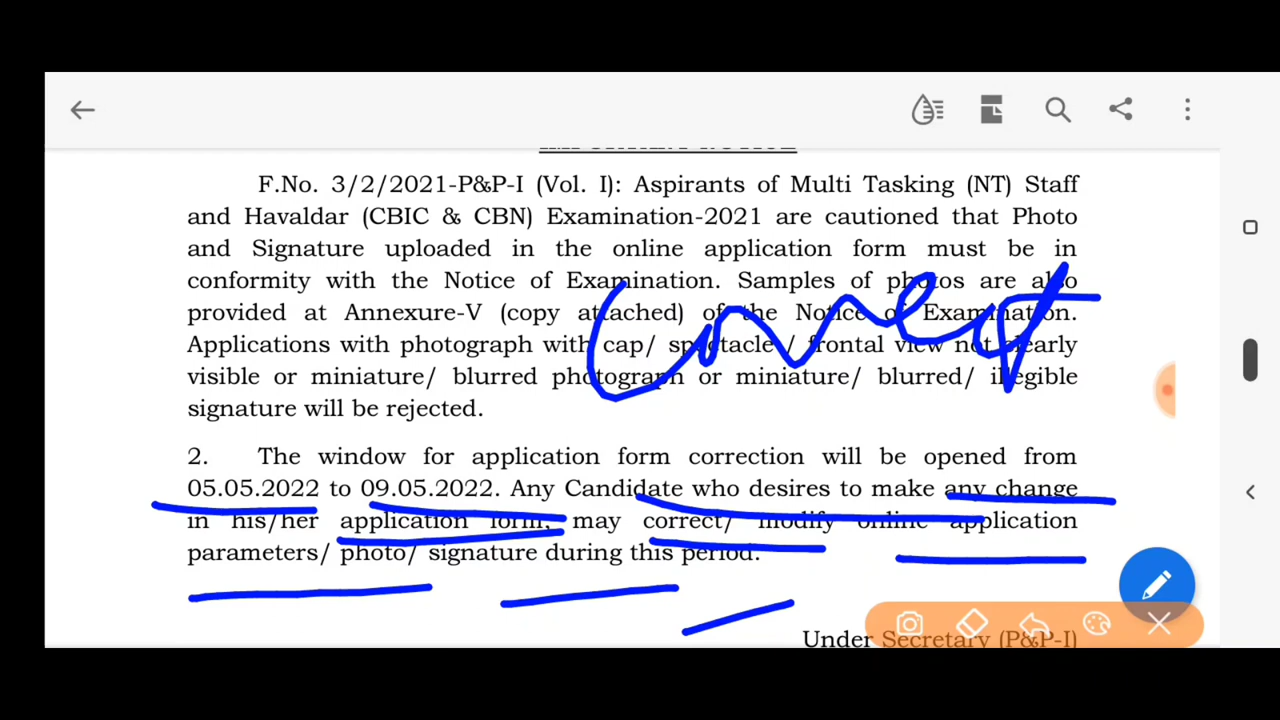 F.No. 3/2/2021-P&P-I (Vol. I): Aspirants of Multi Tasking (NT) Staff
and Havaldar (CBIC & CBN) Examination-2021 are cautioned that Photo
and Signature uploaded in the online application form must be in
conformity with the Notice of Examination. Samples of photos are also
provided at Annexure-V (copy attached) of the Notice of Examination.
Applications with photograph with cap/ spectacle / frontal view not clearly
visible or miniature/ blurred photograph or miniature/ blurred/ illegible
signature will be rejected.
2. The window for application form correction will be opened from
05.05.2022 to 09.05.2022. Any Candidate who desires to make any change
in his/her application form, may correct/ modify online application
parameters/ photo/ signature during this period.
Under Secretary (P&P-I)